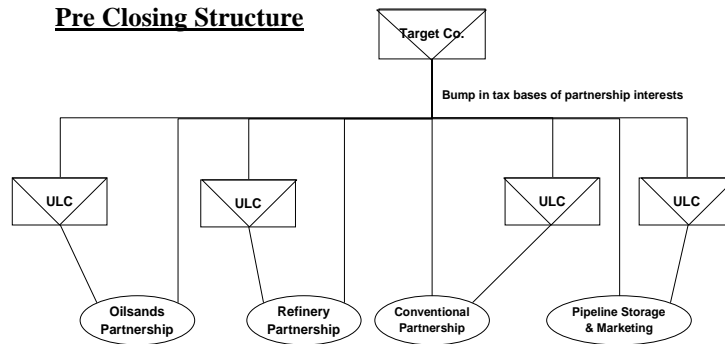 Pre Closing Structure
Target Co.
Bump in tax bases of partnership interests
ULC
ULC
ULC
ULC
Oilsands
Partnership
Refinery
Partnership
Conventional
Partnership
Pipeline Storage
& Marketing